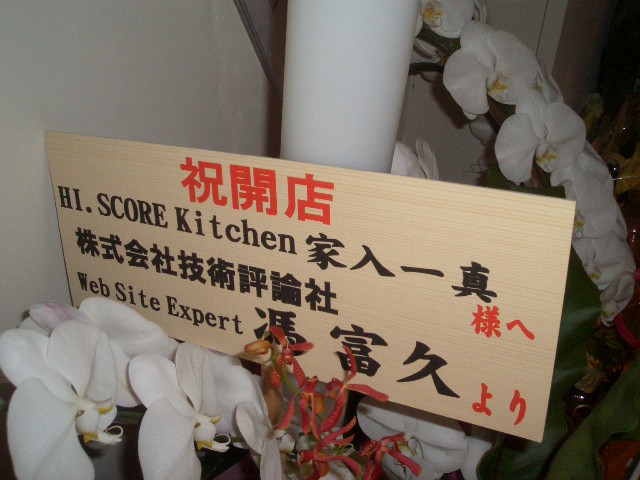 祝開店
HI.SCORE Kitchen 家入一真
様へ
株式会社技術評論社
Web Site Expert 馮富久
より